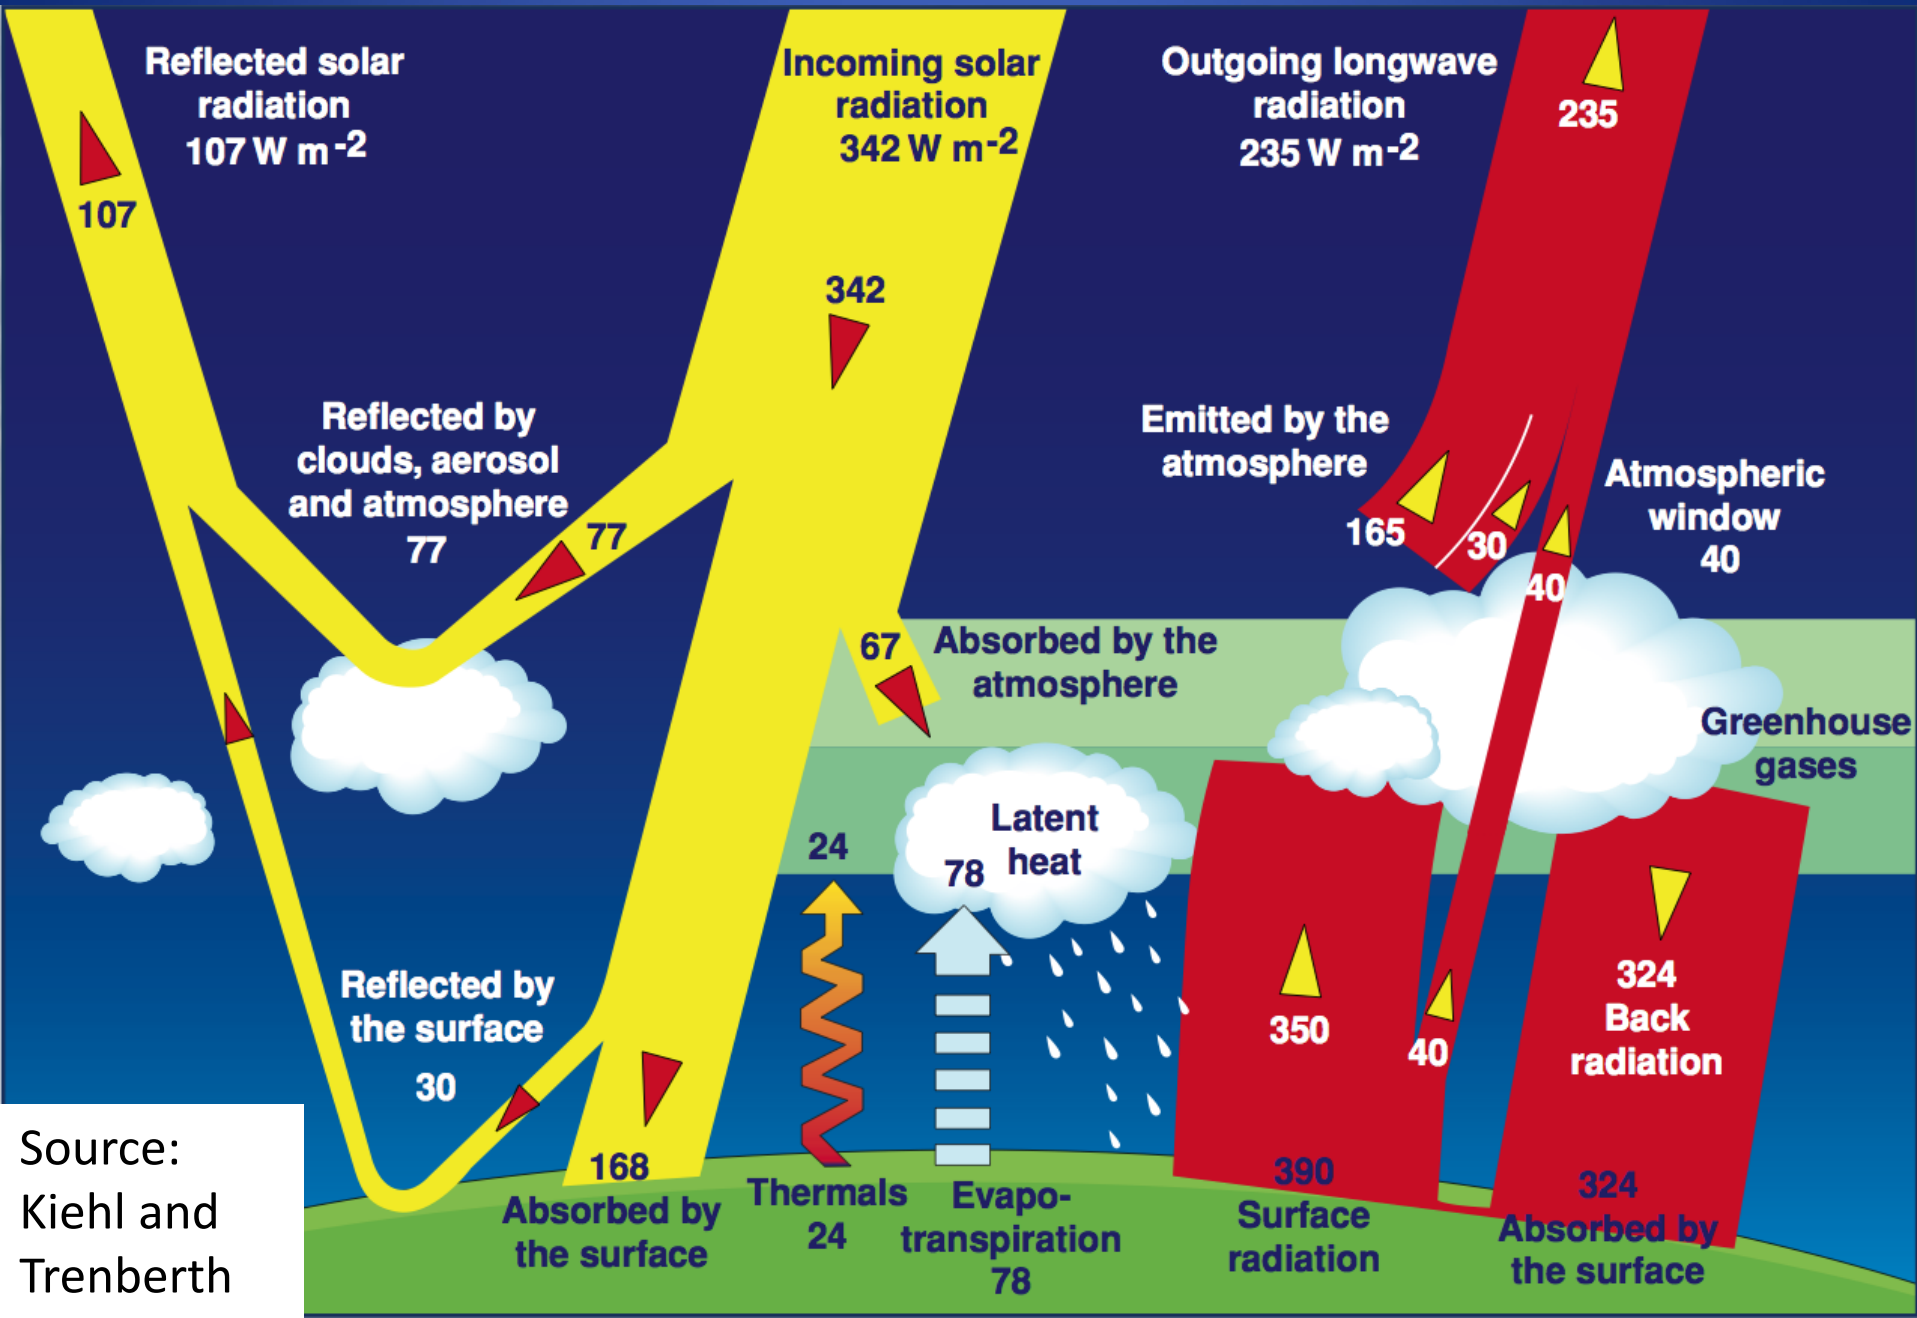 Reflected solar
radiation
107 W m-2
107
Incoming solar
radiation
342 W m-2
342
Outgoing longwave
radiation
235 W m-2
235
Reflected by
clouds, aerosol
and atmosphere
77
77
Emitted by the
atmosphere
165
30
40
Atmospheric
window
40
67
Absorbed by the
atmosphere
Greenhouse
gases
24
Latent
heat
78
350
40
324
Back
radiation
Reflected by
the surface
30
168
Absorbed by
the surface
Thermals
24
Evapo-
transpiration
78
390
Surface
radiation
324
Absorbed by
the surface
Source:
Kiehl and
Trenberth